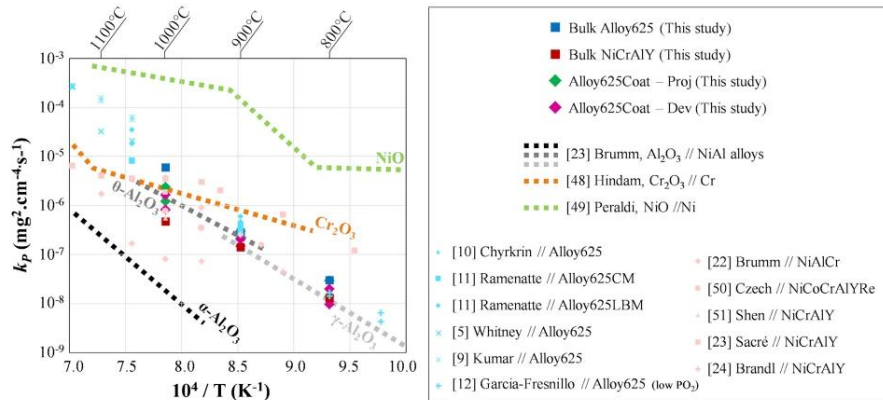 1100°C
1000°C
900°C
800°C
10⁻³
10⁻⁴
10⁻⁵
10⁻⁶
10⁻⁷
10⁻⁸
10⁻⁹
k_P (mg².cm⁻⁴·s⁻¹)
NiO
θ-Al₂O₃
Cr₂O₃
α-Al₂O₃
γ-Al₂O₃
7.0 7.5 8.0 8.5 9.0 9.5 10.0
10⁴ / T (K⁻¹)
Bulk Alloy625 (This study)
Bulk NiCrAlY (This study)
Alloy625Coat – Proj (This study)
Alloy625Coat – Dev (This study)
[23] Brumm, Al₂O₃ // NiAl alloys
[48] Hindam, Cr₂O₃ // Cr
[49] Peraldi, NiO //Ni
[10] Chyrkrin // Alloy625
[11] Ramenatte // Alloy625CM
[11] Ramenatte // Alloy625LBM
[5] Whitney // Alloy625
[9] Kumar // Alloy625
[12] Garcia-Fresnillo // Alloy625 (low PO₂)
[22] Brumm // NiAlCr
[50] Czech // NiCoCrAlYRe
[51] Shen // NiCrAlY
[23] Sacré // NiCrAlY
[24] Brandl // NiCrAlY